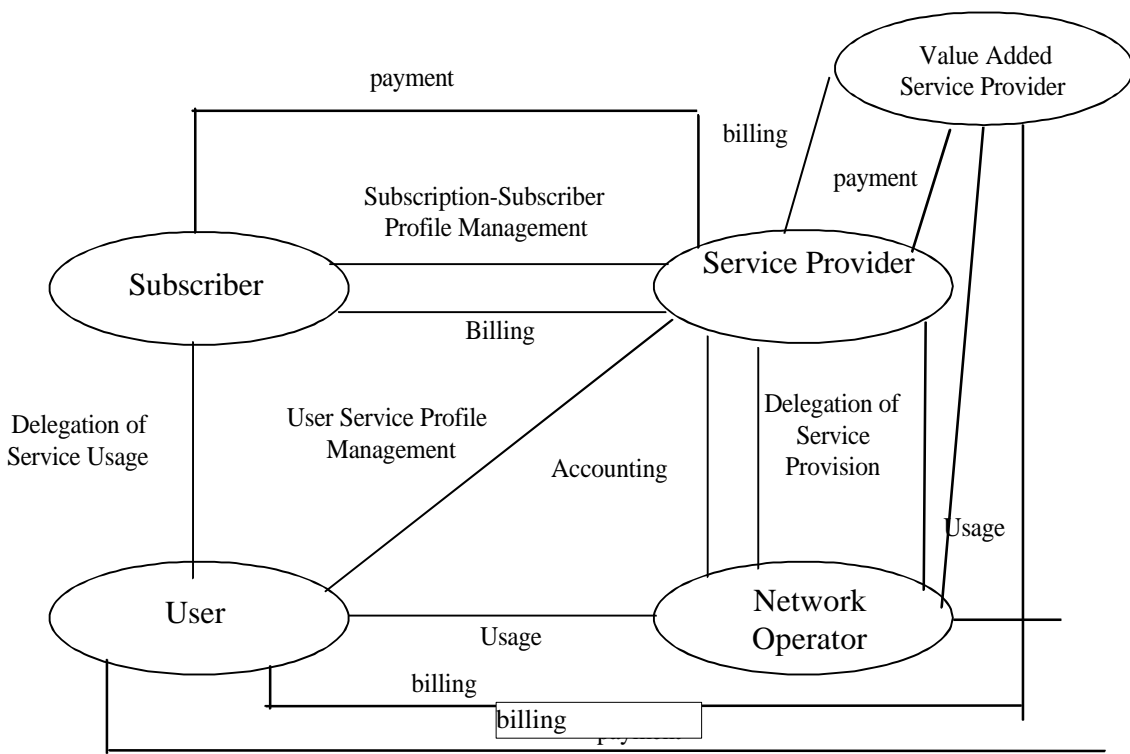 Value Added
Service Provider
payment
billing
payment
Subscription-Subscriber
Profile Management
Subscriber
Service Provider
Billing
Delegation of
Service Usage
User Service Profile
Management
Delegation of
Service
Provision
Accounting
Usage
User
Network
Operator
Usage
billing
billing